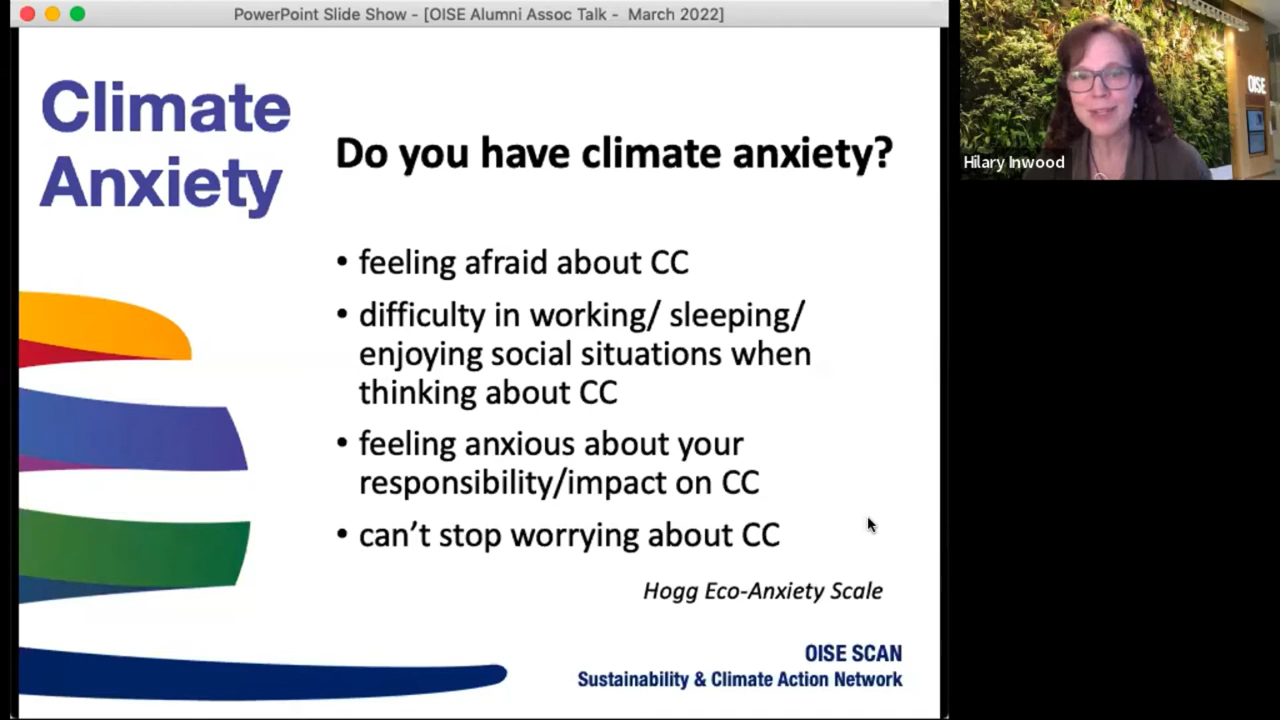 PowerPoint Slide Show - [OISE Alumni Assoc Talk - March 2022]
Climate
Anxiety
Do you have climate anxiety?
• feeling afraid about CC
• difficulty in working/ sleeping/
enjoying social situations when
thinking about CC
• feeling anxious about your
responsibility/impact on CC
• can't stop worrying about CC
Hogg Eco-Anxiety Scale
OISE SCAN
Sustainability & Climate Action Network
OISE
Hilary Inwood